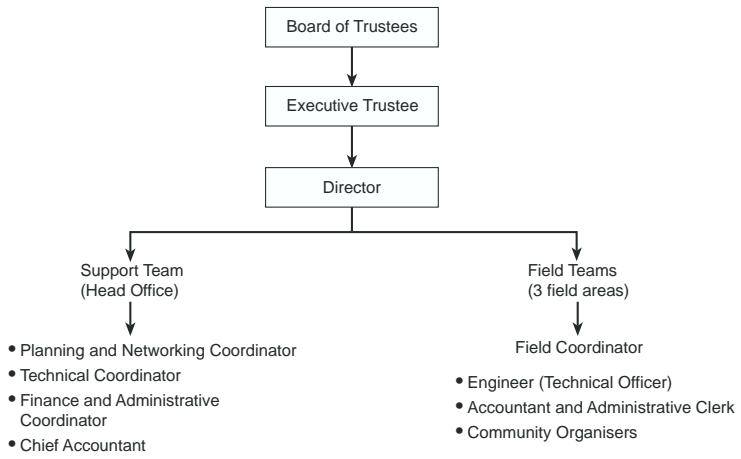 Board of Trustees
Executive Trustee
Director
Support Team
(Head Office)
• Planning and Networking Coordinator
• Technical Coordinator
• Finance and Administrative
Coordinator
• Chief Accountant
Field Teams
(3 field areas)
Field Coordinator
• Engineer (Technical Officer)
• Accountant and Administrative Clerk
• Community Organisers